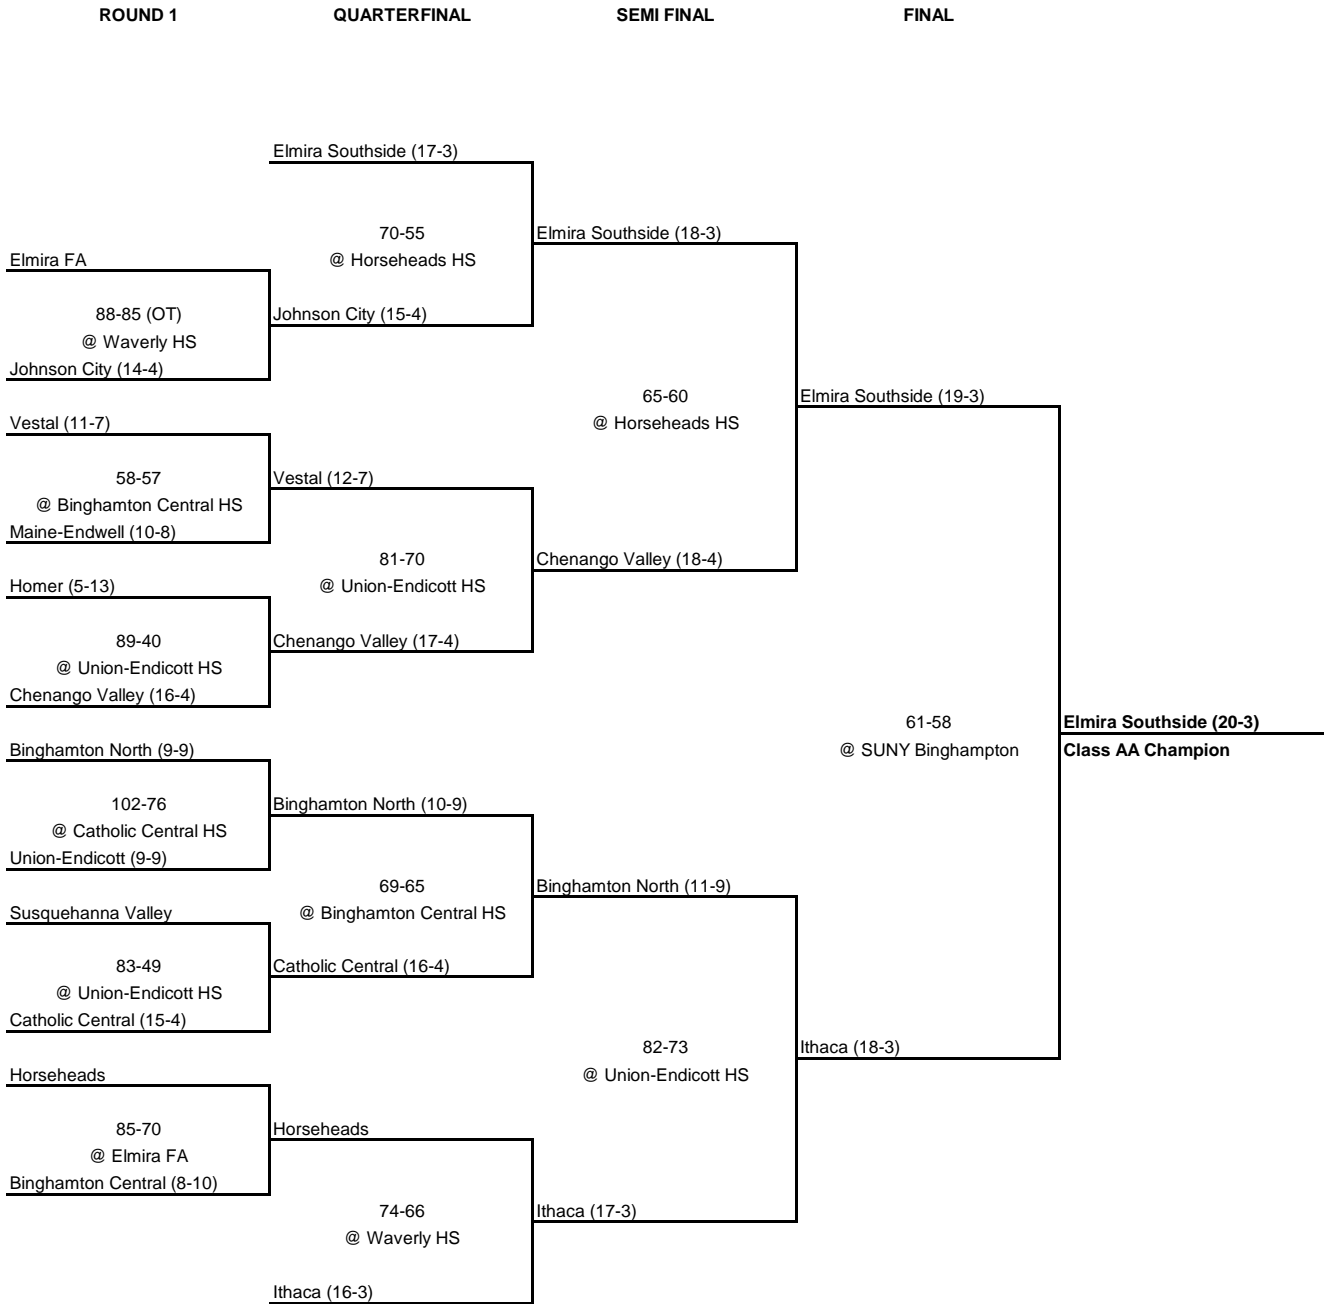 ROUND 1 QUARTERFINAL SEMI FINAL FINAL
Elmira Southside (17-3)
70-55 Elmira Southside (18-3)
Elmira FA @ Horseheads HS
88-85 (OT) Johnson City (15-4)
@ Waverly HS
Johnson City (14-4)
65-60 Elmira Southside (19-3)
Vestal (11-7) @ Horseheads HS
58-57 Vestal (12-7)
@ Binghamton Central HS
Maine-Endwell (10-8)
81-70 Chenango Valley (18-4)
Homer (5-13) @ Union-Endicott HS
89-40 Chenango Valley (17-4)
@ Union-Endicott HS
Chenango Valley (16-4)
61-58 Elmira Southside (20-3)
Binghamton North (9-9) @ SUNY Binghampton Class AA Champion
102-76 Binghamton North (10-9)
@ Catholic Central HS
Union-Endicott (9-9)
69-65 Binghamton North (11-9)
Susquehanna Valley @ Binghamton Central HS
83-49 Catholic Central (16-4)
@ Union-Endicott HS
Catholic Central (15-4)
82-73 Ithaca (18-3)
Horseheads @ Union-Endicott HS
85-70 Horseheads
@ Elmira FA
Binghamton Central (8-10)
74-66 Ithaca (17-3)
@ Waverly HS
Ithaca (16-3)